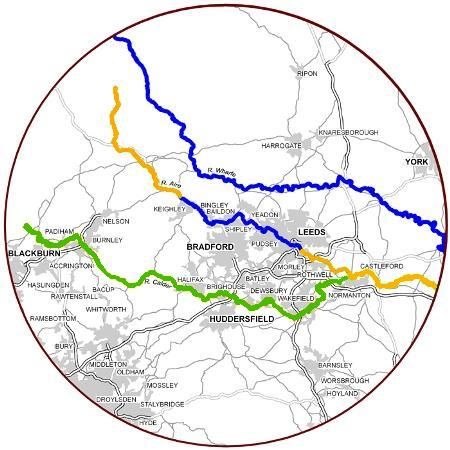 RIPON
HARROGATE
KNARESBOROUGH
YORK
R. Wharfe
R. Aire
KEIGHLEY
BINGLEY
BAILDON
YEADON
SHIPLEY
LEEDS
PUDSEY
BRADFORD
MORLEY
ROTHWELL
CASTLEFORD
NELSON
PADIHAM
BURNLEY
BLACKBURN
ACCRINGTON
HASLINGDEN
RAWTENSTALL
BACUP
R. Calder
HALIFAX
BRIGHOUSE
BATLEY
DEWSBURY
WAKEFIELD
NORMANTON
HUDDERSFIELD
RAMSBOTTOM
WHITWORTH
BURY
MIDDLETON
OLDHAM
MOSSLEY
DROYLSDEN
STALYBRIDGE
HYDE
BARNSLEY
WORSBROUGH
HOYLAND